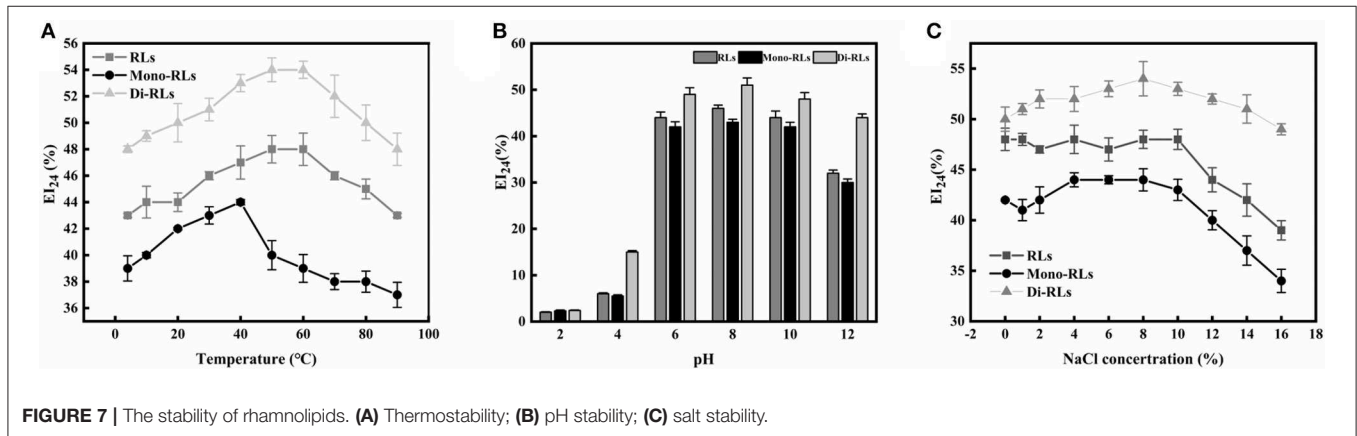 A
EI24(%)
56
54
52
50
48
46
44
42
40
38
36
RLs
Mono-RLs
Di-RLs
0
20
40
60
80
100
Temperature (°C)
B
EI24(%)
60
50
40
30
20
10
0
RLs Mono-RLs Di-RLs
2
4
6
8
10
12
pH
C
EI24(%)
55
50
45
40
35
30
RLs
Mono-RLs
Di-RLs
-2
0
2
4
6
8
10
12
14
16
18
NaCl concertration (%)
FIGURE 7 | The stability of rhamnolipids. (A) Thermostability; (B) pH stability; (C) salt stability.